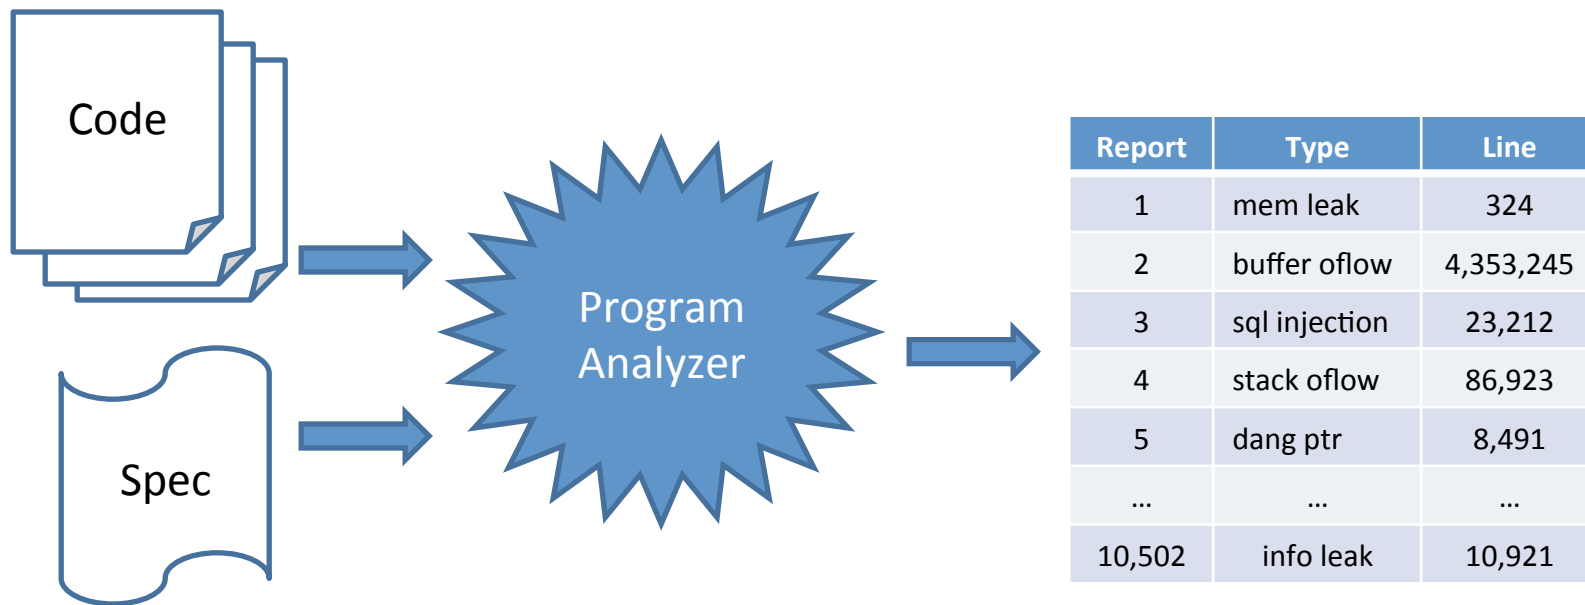 Code
Spec
Program
Analyzer
Report Type Line
1 mem leak 324
2 buffer oflow 4,353,245
3 sql injection 23,212
4 stack oflow 86,923
5 dang ptr 8,491
... ... ...
10,502 info leak 10,921